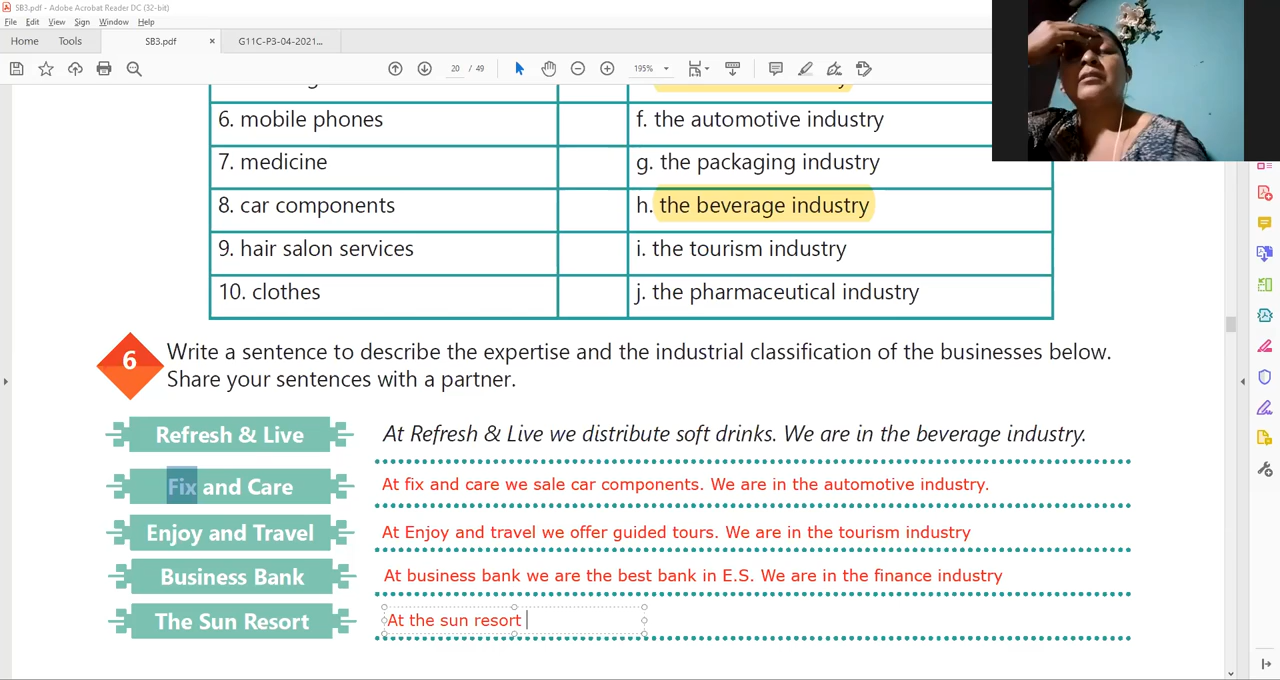 SB3.pdf - Adobe Acrobat Reader DC (32-bit)
File Edit View Sign Window Help
Home Tools SB3.pdf × G11C-P3-04-2021...
20 / 49 195%
6. mobile phones f. the automotive industry
7. medicine g. the packaging industry
8. car components h. the beverage industry
9. hair salon services i. the tourism industry
10. clothes j. the pharmaceutical industry
6 Write a sentence to describe the expertise and the industrial classification of the businesses below.
Share your sentences with a partner.
Refresh & Live At Refresh & Live we distribute soft drinks. We are in the beverage industry.
Fix and Care At fix and care we sale car components. We are in the automotive industry.
Enjoy and Travel At Enjoy and travel we offer guided tours. We are in the tourism industry
Business Bank At business bank we are the best bank in E.S. We are in the finance industry
The Sun Resort At the sun resort